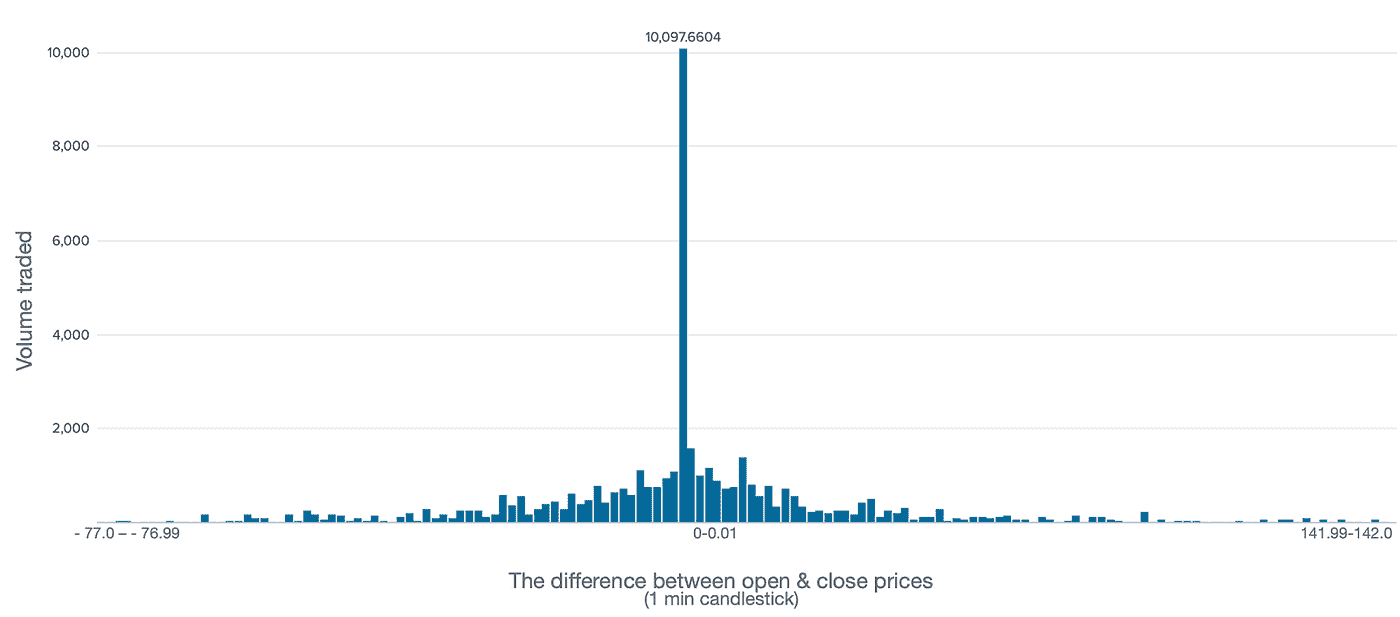 10,097.6604
10,000
8,000
6,000
4,000
2,000
Volume traded
- 77.0 – - 76.99
0-0.01
141.99-142.0
The difference between open & close prices
(1 min candlestick)